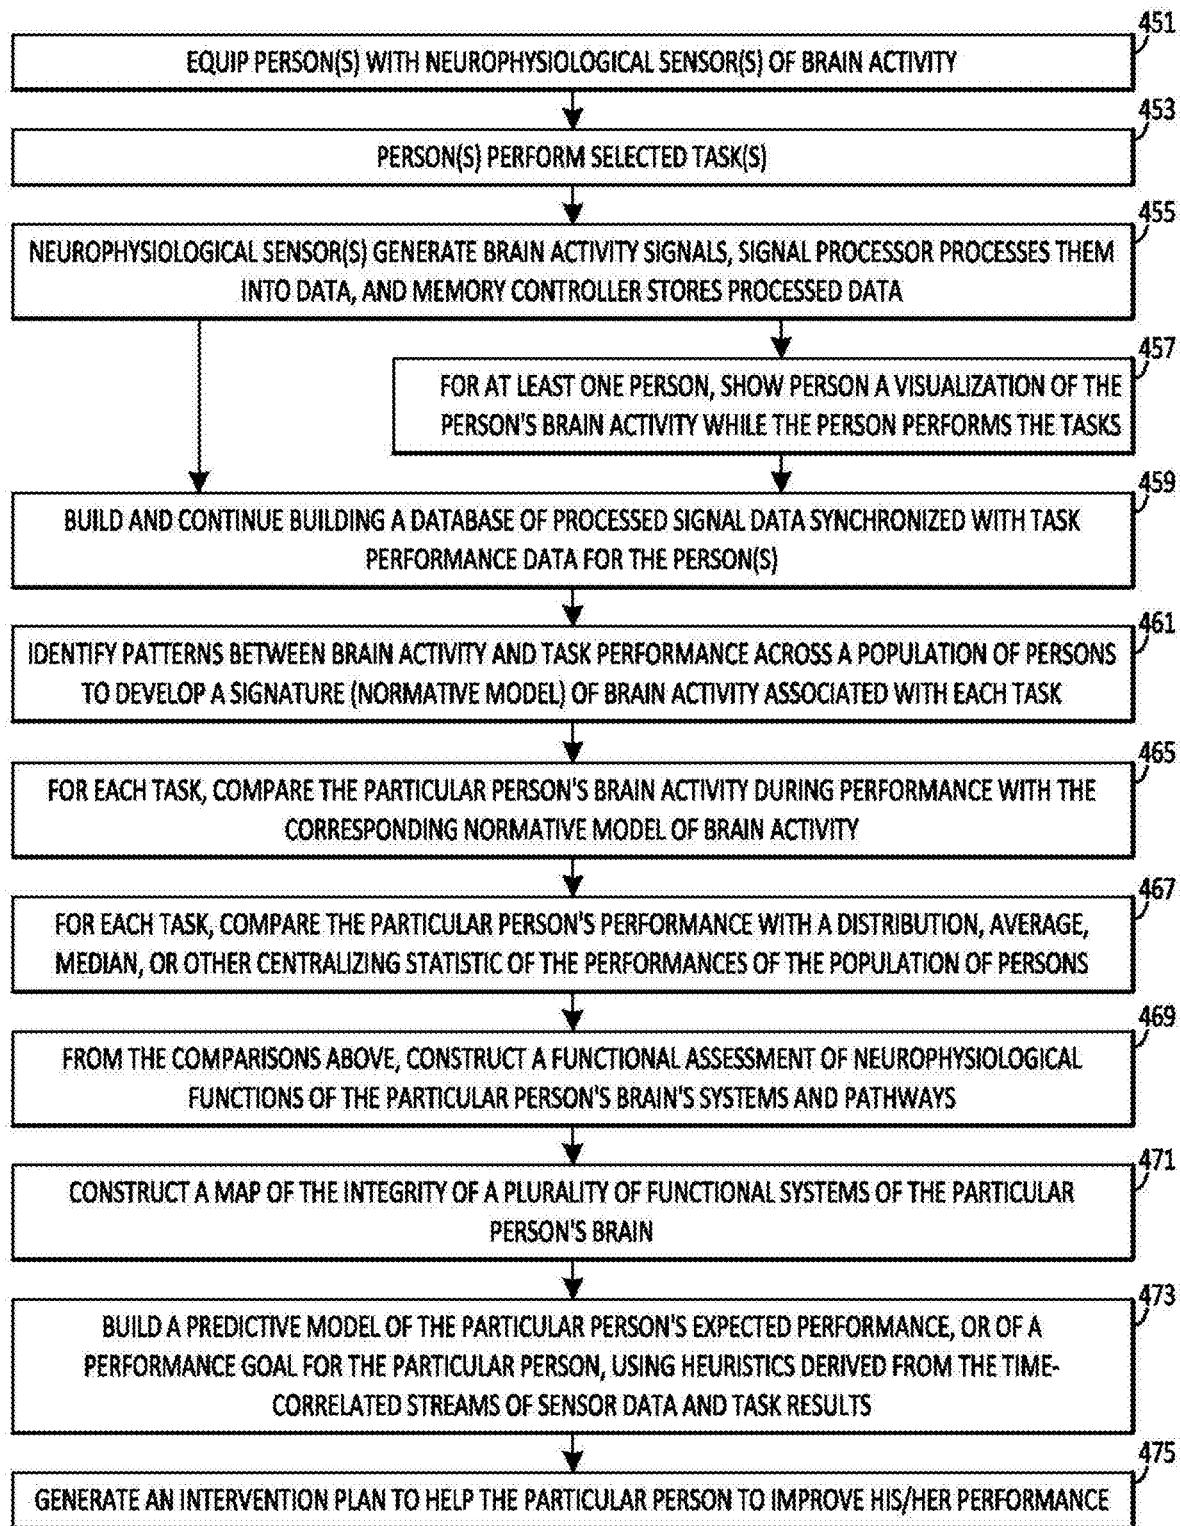 451
EQUIP PERSON(S) WITH NEUROPHYSIOLOGICAL SENSOR(S) OF BRAIN ACTIVITY
453
PERSON(S) PERFORM SELECTED TASK(S)
455
NEUROPHYSIOLOGICAL SENSOR(S) GENERATE BRAIN ACTIVITY SIGNALS, SIGNAL PROCESSOR PROCESSES THEM
INTO DATA, AND MEMORY CONTROLLER STORES PROCESSED DATA
457
FOR AT LEAST ONE PERSON, SHOW PERSON A VISUALIZATION OF THE
PERSON'S BRAIN ACTIVITY WHILE THE PERSON PERFORMS THE TASKS
459
BUILD AND CONTINUE BUILDING A DATABASE OF PROCESSED SIGNAL DATA SYNCHRONIZED WITH TASK
PERFORMANCE DATA FOR THE PERSON(S)
461
IDENTIFY PATTERNS BETWEEN BRAIN ACTIVITY AND TASK PERFORMANCE ACROSS A POPULATION OF PERSONS
TO DEVELOP A SIGNATURE (NORMATIVE MODEL) OF BRAIN ACTIVITY ASSOCIATED WITH EACH TASK
465
FOR EACH TASK, COMPARE THE PARTICULAR PERSON'S BRAIN ACTIVITY DURING PERFORMANCE WITH THE
CORRESPONDING NORMATIVE MODEL OF BRAIN ACTIVITY
467
FOR EACH TASK, COMPARE THE PARTICULAR PERSON'S PERFORMANCE WITH A DISTRIBUTION, AVERAGE,
MEDIAN, OR OTHER CENTRALIZING STATISTIC OF THE PERFORMANCES OF THE POPULATION OF PERSONS
469
FROM THE COMPARISONS ABOVE, CONSTRUCT A FUNCTIONAL ASSESSMENT OF NEUROPHYSIOLOGICAL
FUNCTIONS OF THE PARTICULAR PERSON'S BRAIN'S SYSTEMS AND PATHWAYS
471
CONSTRUCT A MAP OF THE INTEGRITY OF A PLURALITY OF FUNCTIONAL SYSTEMS OF THE PARTICULAR
PERSON'S BRAIN
473
BUILD A PREDICTIVE MODEL OF THE PARTICULAR PERSON'S EXPECTED PERFORMANCE, OR OF A
PERFORMANCE GOAL FOR THE PARTICULAR PERSON, USING HEURISTICS DERIVED FROM THE TIME-
CORRELATED STREAMS OF SENSOR DATA AND TASK RESULTS
475
GENERATE AN INTERVENTION PLAN TO HELP THE PARTICULAR PERSON TO IMPROVE HIS/HER PERFORMANCE